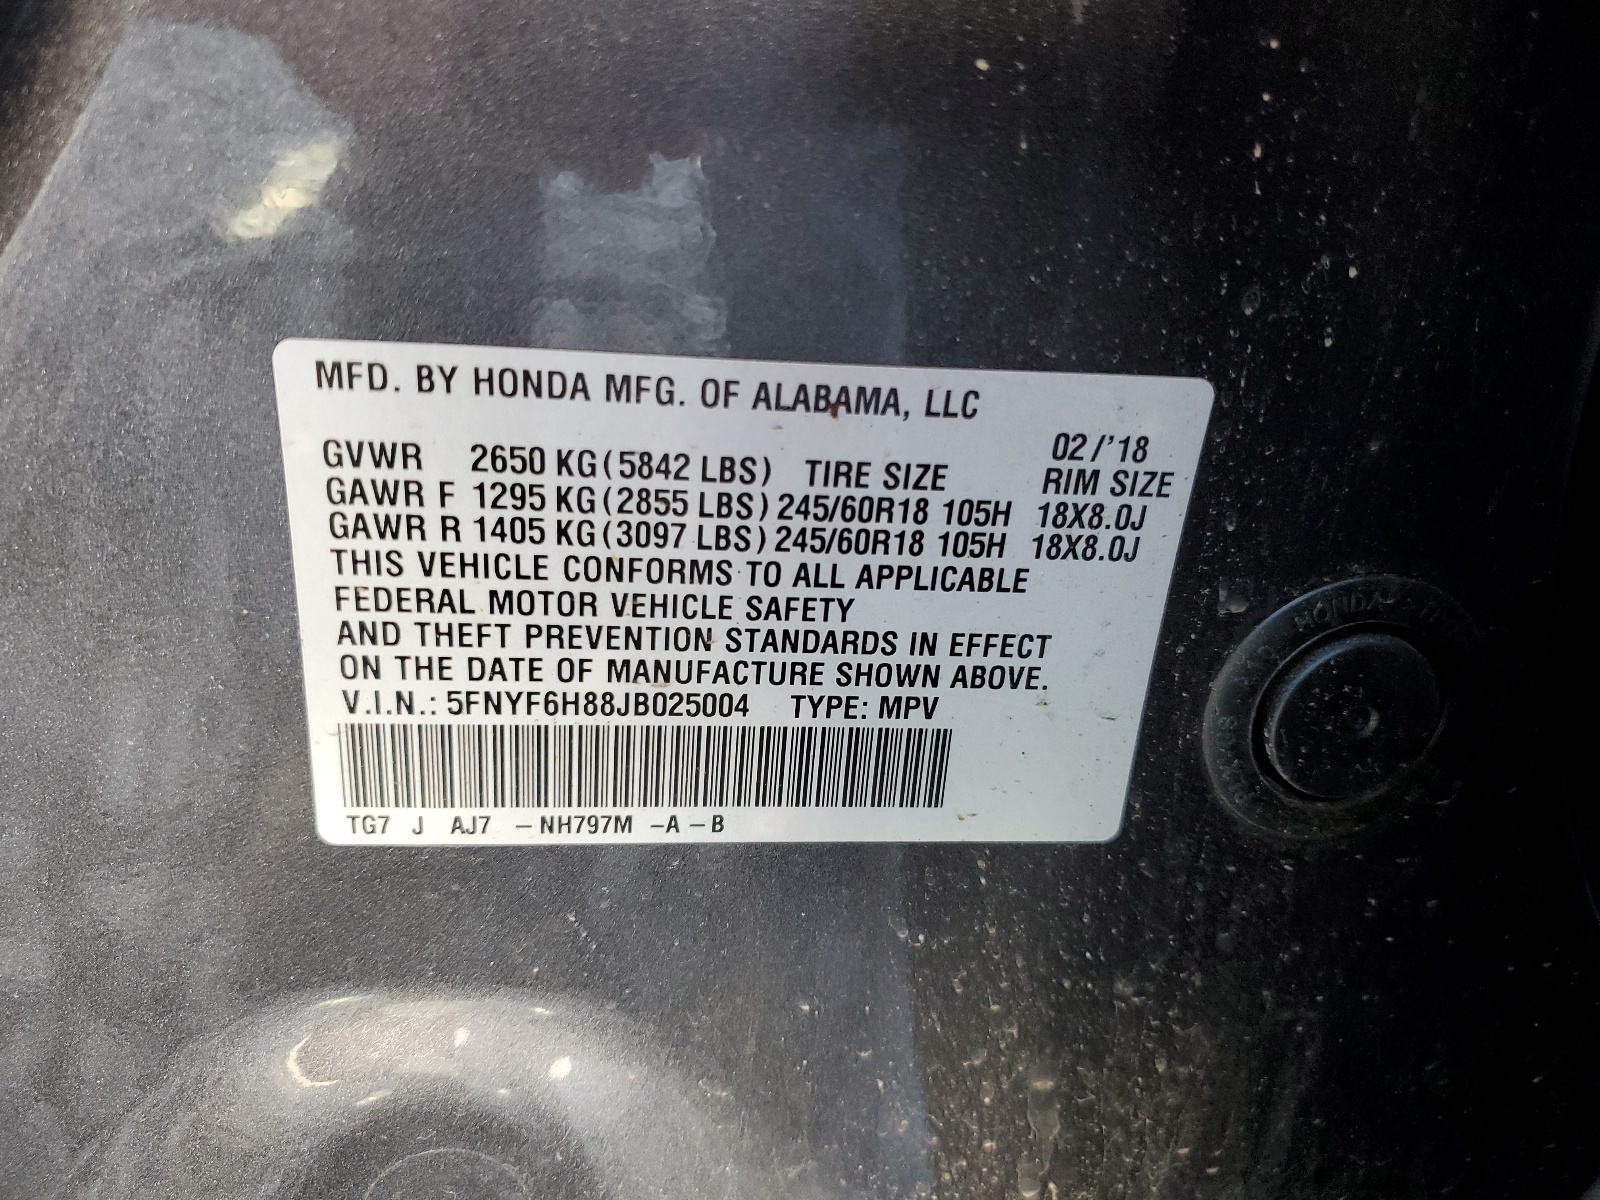 MFD. BY HONDA MFG. OF ALABAMA, LLC
02/'18
GVWR 2650 KG(5842 LBS) TIRE SIZE RIM SIZE
GAWR F 1295 KG(2855 LBS) 245/60R18 105H 18X8.0J
GAWR R 1405 KG(3097 LBS) 245/60R18 105H 18X8.0J
THIS VEHICLE CONFORMS TO ALL APPLICABLE
FEDERAL MOTOR VEHICLE SAFETY
AND THEFT PREVENTION STANDARDS IN EFFECT
ON THE DATE OF MANUFACTURE SHOWN ABOVE.
V.I.N.: 5FNYF6H88JB025004 TYPE: MPV
TG7 J AJ7 -NH797M -A-B
HONDA